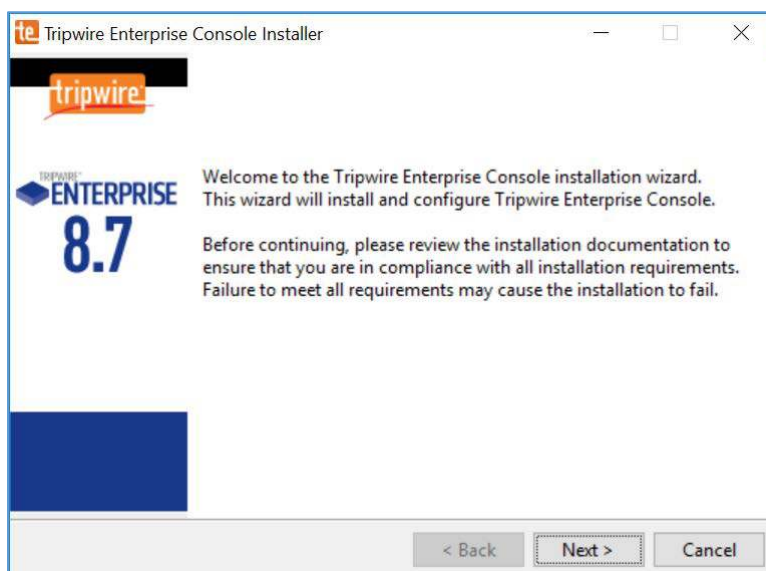 te Tripwire Enterprise Console Installer
tripwire
TRIPWIRE
ENTERPRISE
8.7
Welcome to the Tripwire Enterprise Console installation wizard.
This wizard will install and configure Tripwire Enterprise Console.
Before continuing, please review the installation documentation to
ensure that you are in compliance with all installation requirements.
Failure to meet all requirements may cause the installation to fail.
< Back Next > Cancel